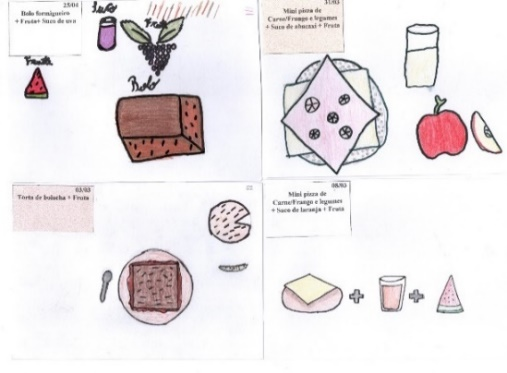 25/04
Bolo formigueiro
+ Fruta+ Suco de uva
Suco
Fruta
Fruta
Bolo
31/03
Mini pizza de
Carne/Frango e legumes
+ Suco de abacaxi + Fruta
03/03
Torta de bolacha + Fruta
08/03
Mini pizza de
Carne/Frango e legumes
+ Suco de laranja + Fruta